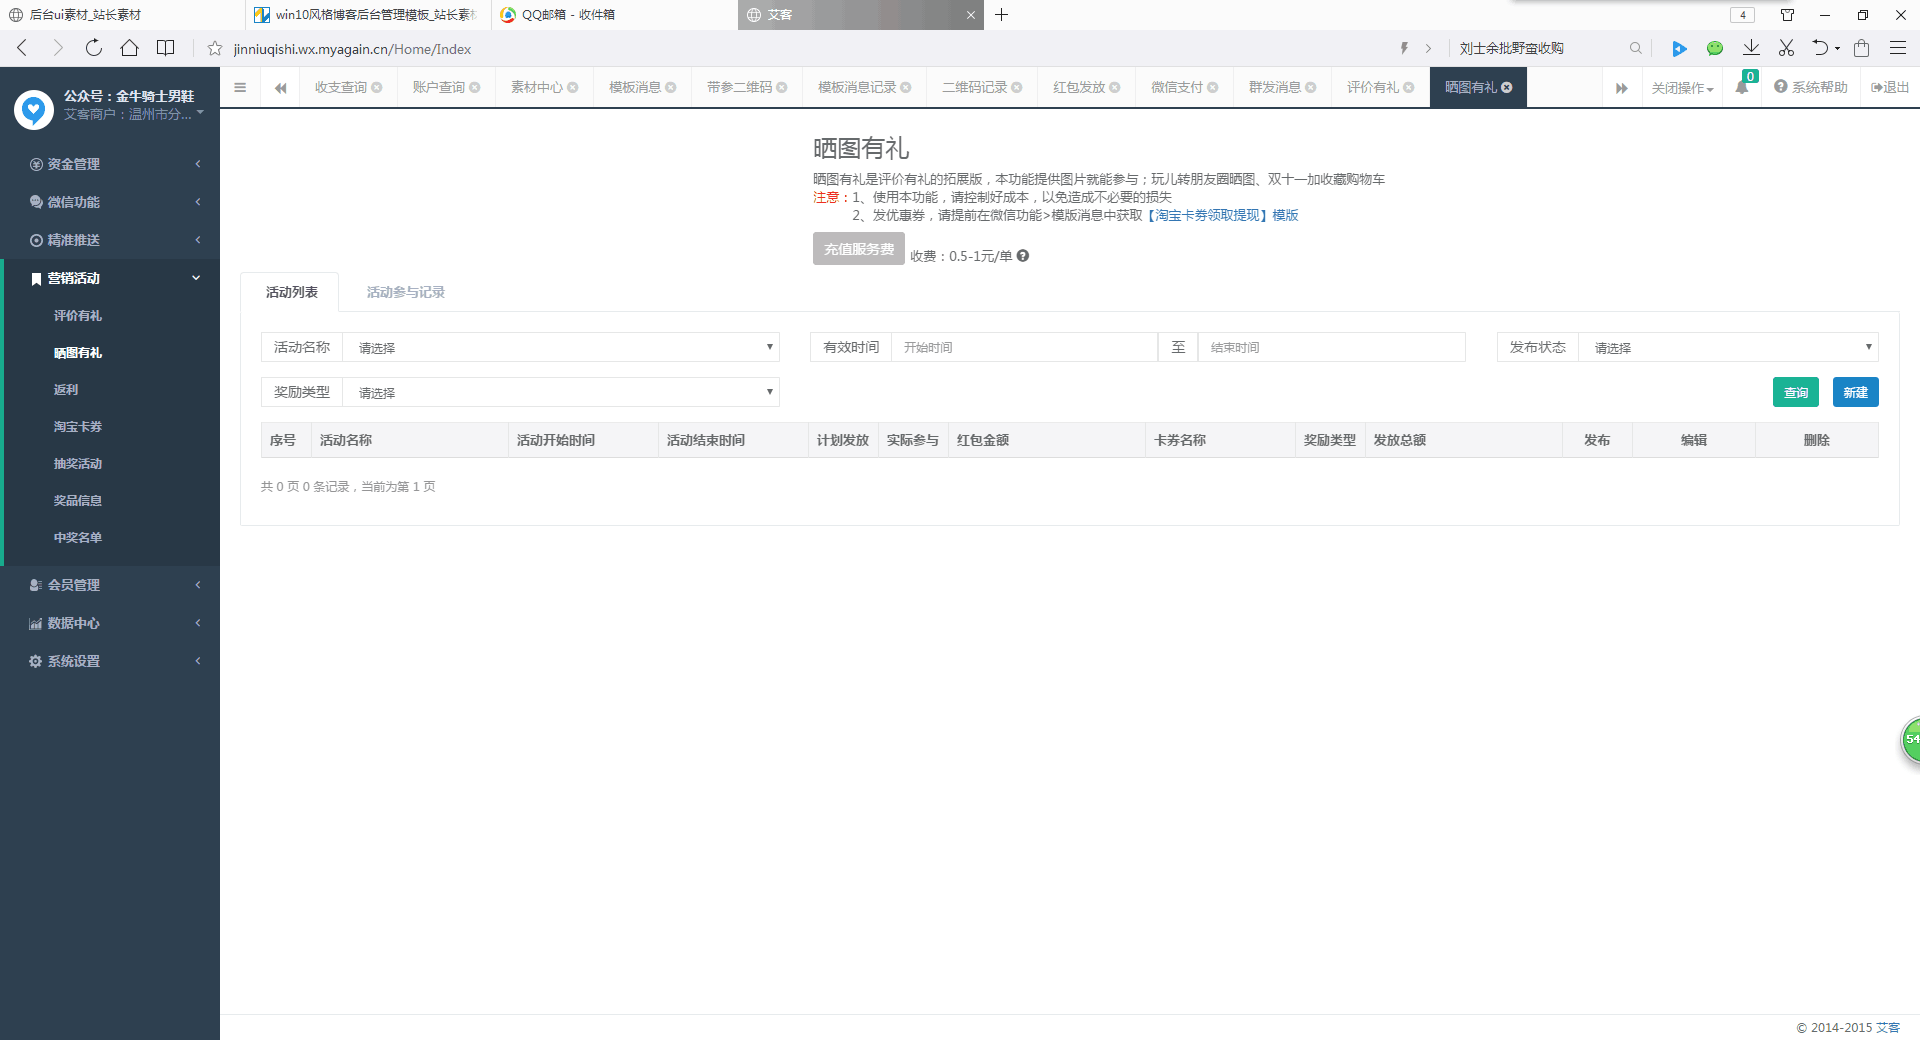 后台ui素材_站长素材
win10风格博客后台管理模板_站长素
QQ邮箱 - 收件箱
艾客
4
jinniuqishi.wx.myagain.cn/Home/Index
刘士余批野蛮收购
公众号：金牛骑士男鞋
艾客商户：温州市分...
收支查询
账户查询
素材中心
模板消息
带参二维码
模板消息记录
二维码记录
红包发放
微信支付
群发消息
评价有礼
晒图有礼
关闭操作
0
系统帮助
退出
资金管理
微信功能
精准推送
营销活动
评价有礼
晒图有礼
返利
淘宝卡券
抽奖活动
奖品信息
中奖名单
会员管理
数据中心
系统设置
晒图有礼
晒图有礼是评价有礼的拓展版，本功能提供图片就能参与；玩儿转朋友圈晒图、双十一加收藏购物车
注意：1、使用本功能，请控制好成本，以免造成不必要的损失
2、发优惠券，请提前在微信功能>模版消息中获取【淘宝卡劵领取提现】模版
充值服务费 收费：0.5-1元/单
活动列表 活动参与记录
活动名称 请选择 有效时间 开始时间 至 结束时间 发布状态 请选择
奖励类型 请选择 查询 新建
序号 活动名称 活动开始时间 活动结束时间 计划发放 实际参与 红包金额 卡券名称 奖励类型 发放总额 发布 编辑 删除
共 0 页 0 条记录，当前为第 1 页
54
© 2014-2015 艾客